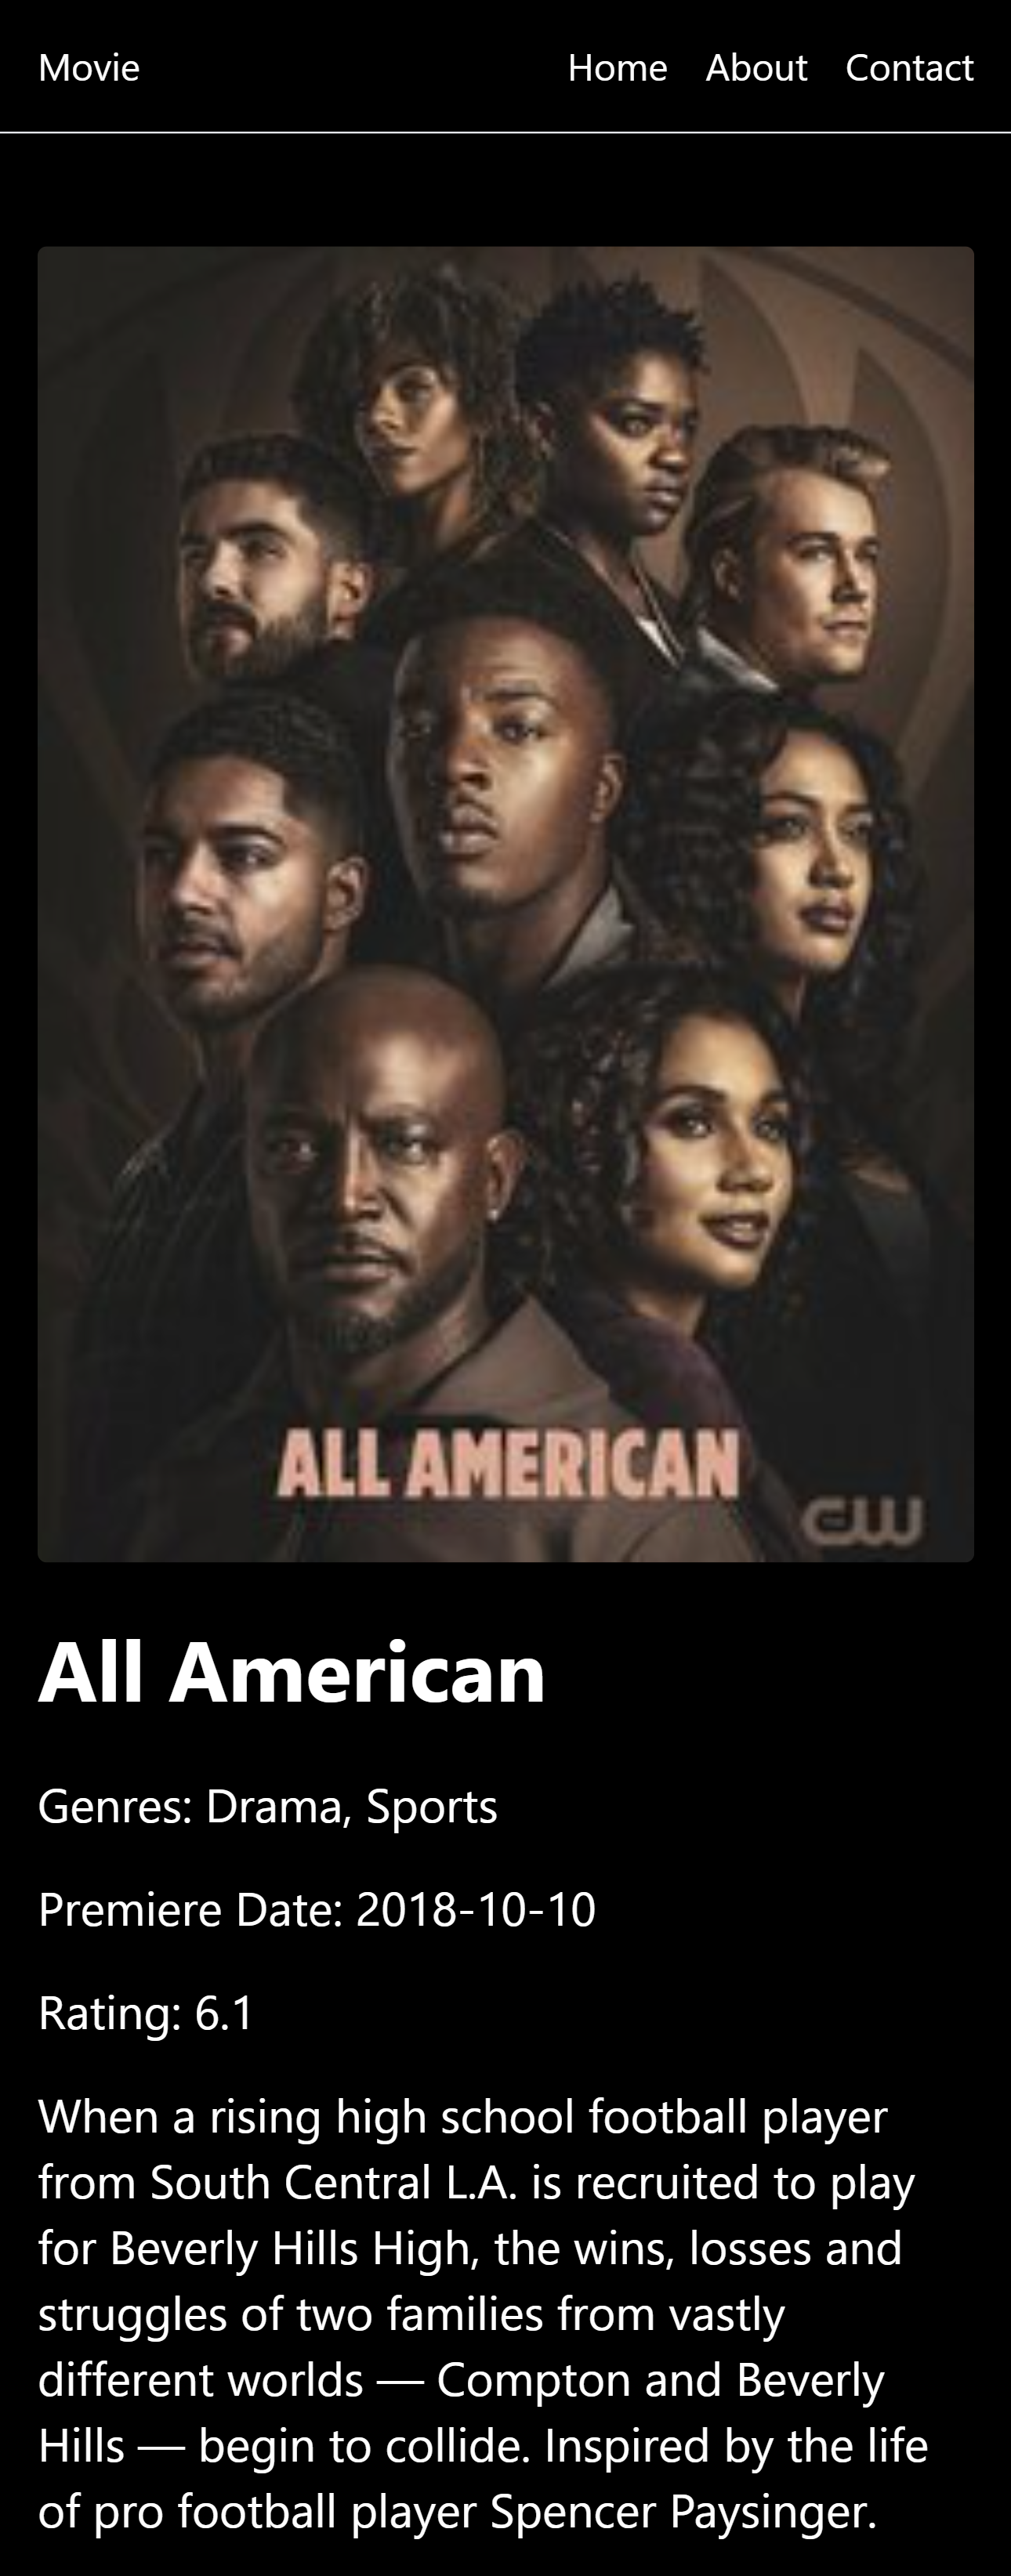 Movie
Home About Contact
ALL AMERICAN
CW
All American
Genres: Drama, Sports
Premiere Date: 2018-10-10
Rating: 6.1
When a rising high school football player
from South Central L.A. is recruited to play
for Beverly Hills High, the wins, losses and
struggles of two families from vastly
different worlds — Compton and Beverly
Hills — begin to collide. Inspired by the life
of pro football player Spencer Paysinger.